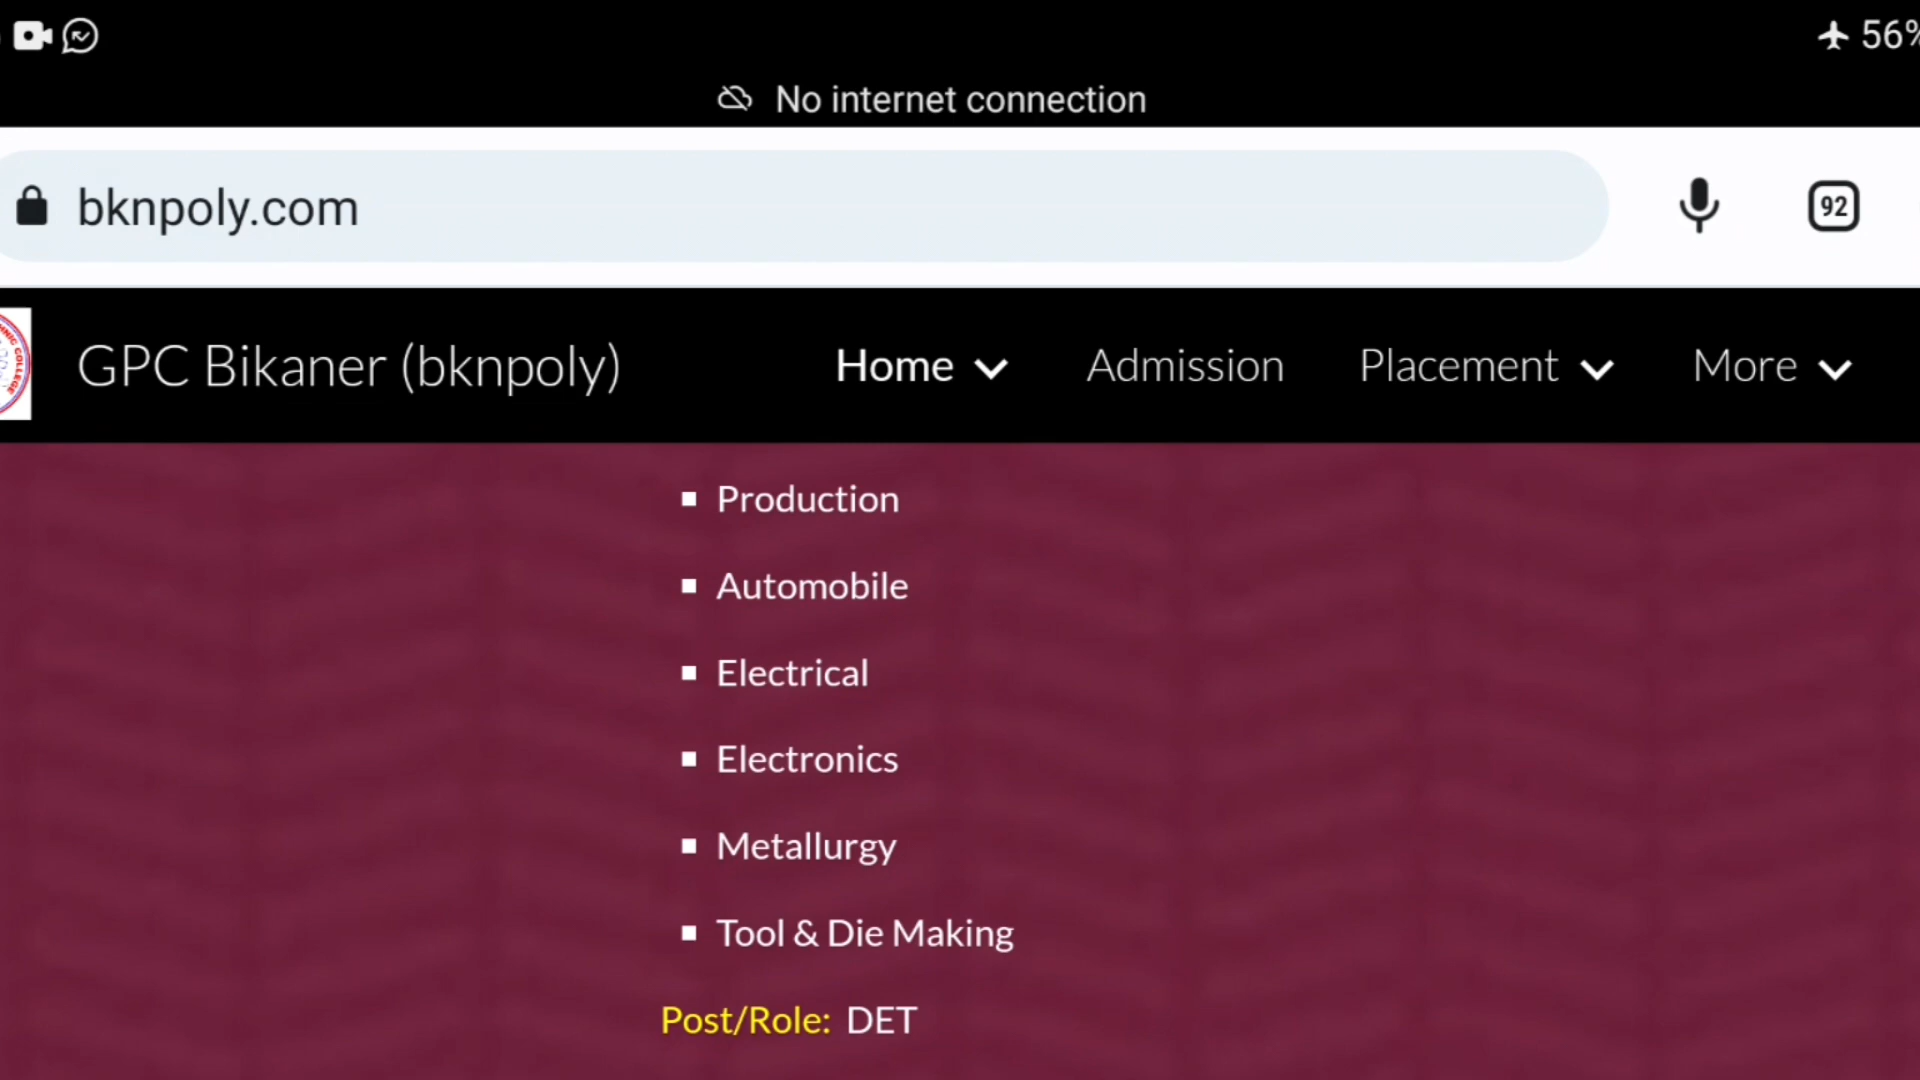 56%
No internet connection
bknpoly.com
92
GPC Bikaner (bknpoly)
Home
Admission
Placement
More
Production
Automobile
Electrical
Electronics
Metallurgy
Tool & Die Making
Post/Role: DET